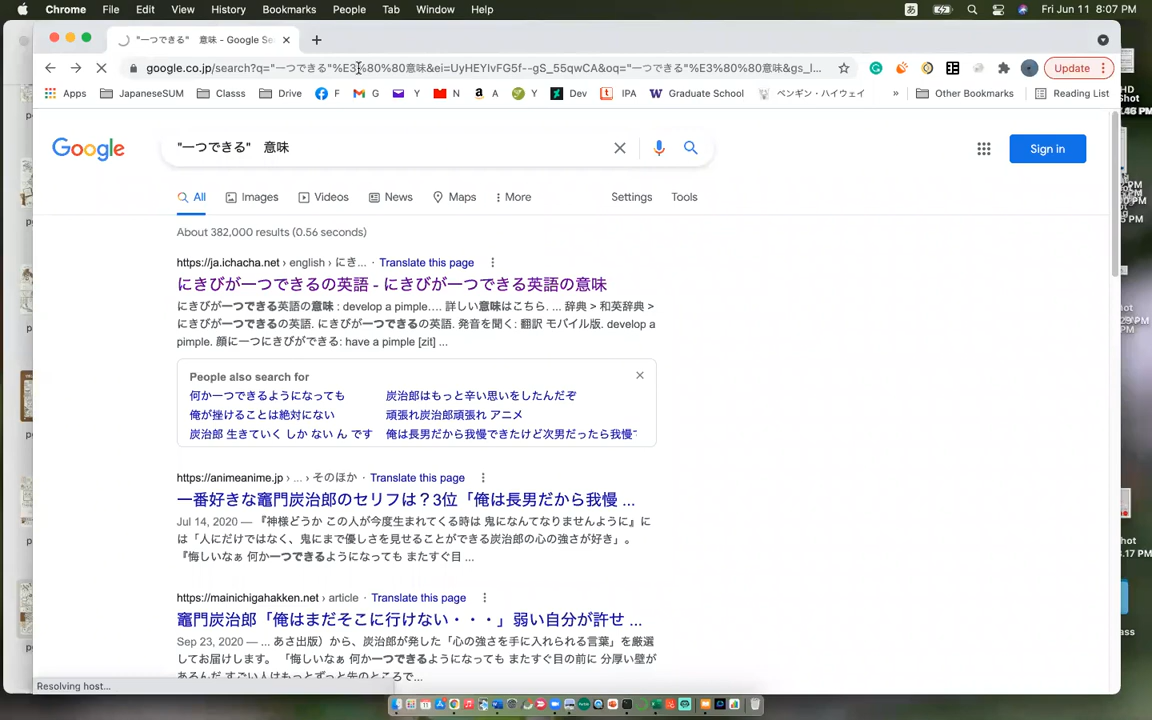 Chrome File Edit View History Bookmarks People Tab Window Help あ Fri Jun 11 8:07 PM
"一つできる"　意味 - Google Se
google.co.jp/search?q="一つできる"%E3%80%80意味&ei=UyHEYIvFG5f--gS_55qwCA&oq="一つできる"%E3%80%80意味&gs_l... Update
Apps JapaneseSUM Classs Drive F G Y N A Y Dev IPA Graduate School ペンギン・ハイウェイ » Other Bookmarks Reading List
Google "一つできる"　意味 Sign in
All Images Videos News Maps More Settings Tools
About 382,000 results (0.56 seconds)
https://ja.ichacha.net › english › にき... · Translate this page
にきびが一つできるの英語 - にきびが一つできる英語の意味
にきびが一つできる英語の意味 : develop a pimple…. 詳しい意味はこちら. ... 辞典 > 和英辞典 >
にきびが一つできるの英語. にきびが一つできるの英語. 発音を聞く: 翻訳 モバイル版. develop a
pimple. 顔に一つにきびができる: have a pimple [zit] ...
People also search for
何か一つできるようになっても 炭治郎はもっと辛い思いをしたんだぞ
俺が挫けることは絶対にない 頑張れ炭治郎頑張れ アニメ
炭治郎 生きていく しか ない ん です 俺は長男だから我慢できたけど次男だったら我慢
https://animeanime.jp › ... › そのほか · Translate this page
一番好きな竈門炭治郎のセリフは？3位「俺は長男だから我慢 ...
Jul 14, 2020 — 『神様どうか この人が今度生まれてくる時は 鬼になんてなりませんように』に
は「人にだけではなく、鬼にまで優しさを見せることができる炭治郎の心の強さが好き」。
『悔しいなぁ 何か一つできるようになっても またすぐ目 ...
https://mainichigahakken.net › article · Translate this page
竈門炭治郎「俺はまだそこに行けない・・・」弱い自分が許せ ...
Sep 23, 2020 — ... あさ出版）から、炭治郎が発した「心の強さを手に入れられる言葉」を厳選
してお届けします。 「悔しいなぁ 何か一つできるようになっても またすぐ目の前に 分厚い壁が
あるんだ すごい人はもっとずっと先のところで...
Resolving host...